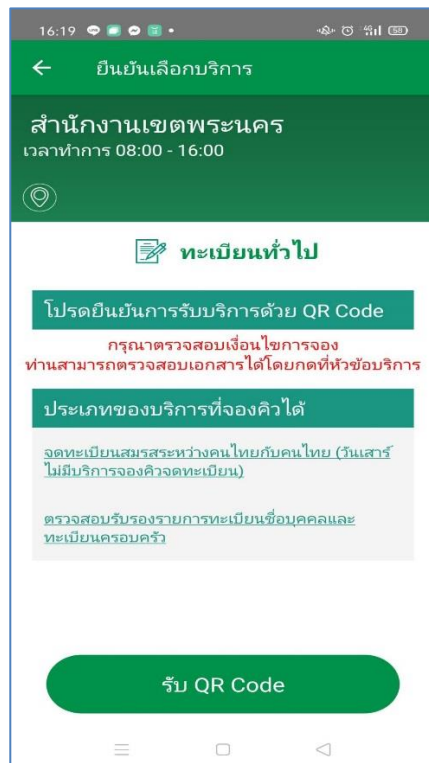 16:19
ยืนยันเลือกบริการ
สำนักงานเขตพระนคร
เวลาทำการ 08:00 - 16:00
ทะเบียนทั่วไป
โปรดยืนยันการรับบริการด้วย QR Code
กรุณาตรวจสอบเงื่อนไขการจอง
ท่านสามารถตรวจสอบเอกสารได้โดยกดที่หัวข้อบริการ
ประเภทของบริการที่จองคิวได้
จดทะเบียนสมรสระหว่างคนไทยกับคนไทย (วันเสาร์
ไม่มีบริการจองคิวจดทะเบียน)
ตรวจสอบรับรองรายการทะเบียนชื่อบุคคลและ
ทะเบียนครอบครัว
รับ QR Code